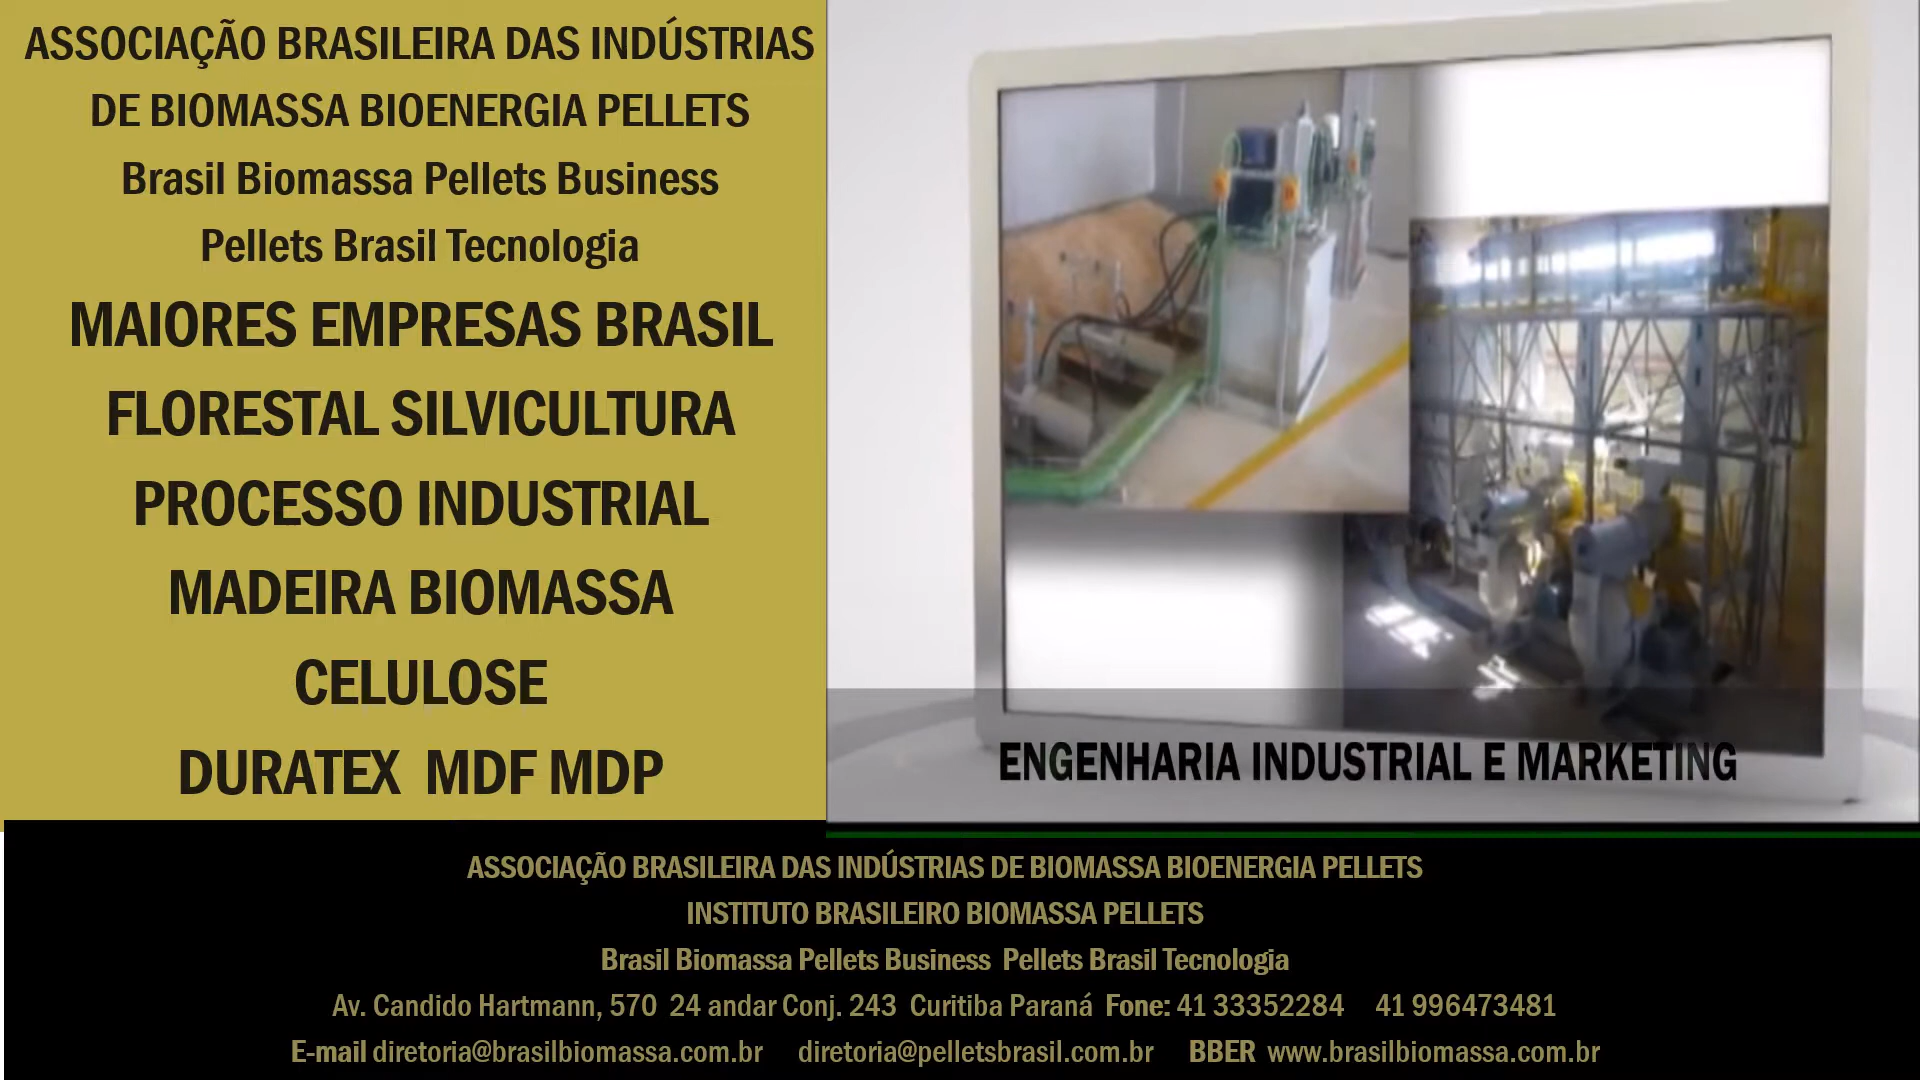 ASSOCIAÇÃO BRASILEIRA DAS INDÚSTRIAS
DE BIOMASSA BIOENERGIA PELLETS
Brasil Biomassa Pellets Business
Pellets Brasil Tecnologia
MAIORES EMPRESAS BRASIL
FLORESTAL SILVICULTURA
PROCESSO INDUSTRIAL
MADEIRA BIOMASSA
CELULOSE
DURATEX MDF MDP
ENGENHARIA INDUSTRIAL E MARKETING
ASSOCIAÇÃO BRASILEIRA DAS INDÚSTRIAS DE BIOMASSA BIOENERGIA PELLETS
INSTITUTO BRASILEIRO BIOMASSA PELLETS
Brasil Biomassa Pellets Business Pellets Brasil Tecnologia
Av. Candido Hartmann, 570 24 andar Conj. 243 Curitiba Paraná Fone: 41 33352284 41 996473481
E-mail diretoria@brasilbiomassa.com.br diretoria@pelletsbrasil.com.br BBER www.brasilbiomassa.com.br